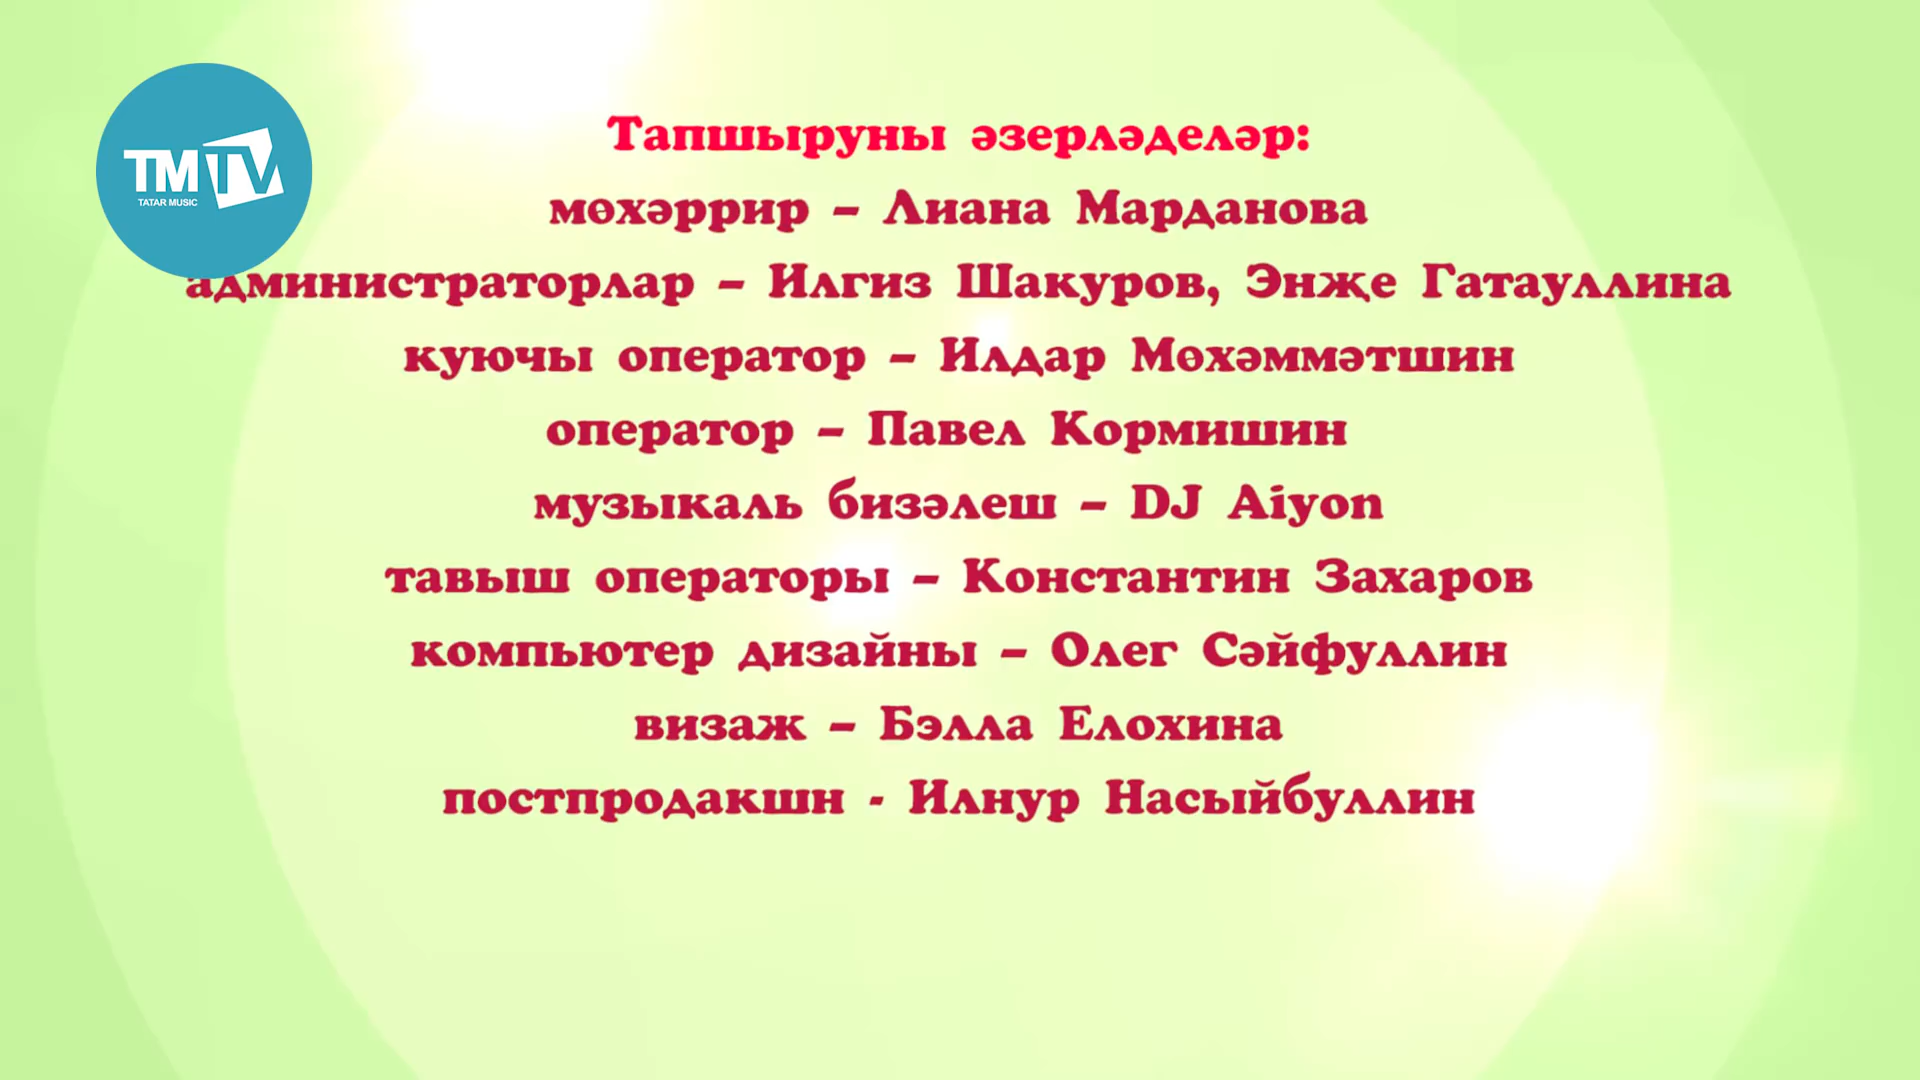 TMTV
TATAR MUSIC
Тапшыруны әзерләделәр:
мөхәррир – Лиана Марданова
администраторлар – Илгиз Шакуров, Энҗе Гатауллина
куючы оператор – Илдар Мөхәммәтшин
оператор – Павел Кормишин
музыкаль бизәлеш – DJ Aiyon
тавыш операторы – Константин Захаров
компьютер дизайны – Олег Сәйфуллин
визаж – Бэлла Елохина
постпродакшн - Илнур Насыйбуллин